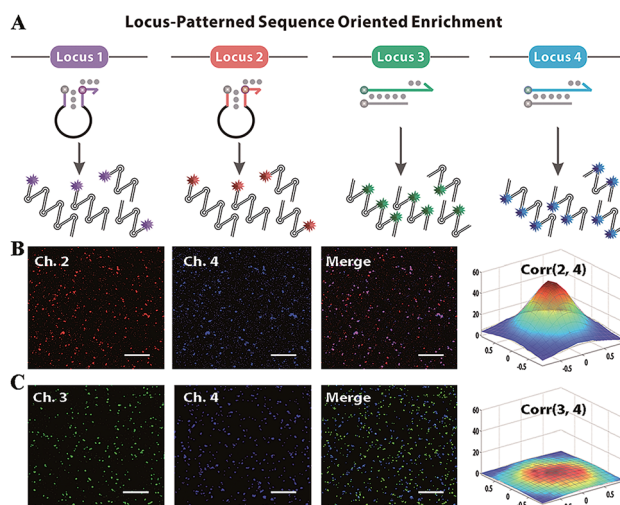 A
Locus-Patterned Sequence Oriented Enrichment
Locus 1
Locus 2
Locus 3
Locus 4
B
Ch. 2
Ch. 4
Merge
Corr(2, 4)
60
40
20
0
0.5
0
-0.5
-0.5
0
0.5
C
Ch. 3
Ch. 4
Merge
Corr(3, 4)
60
40
20
0
0.5
0
-0.5
-0.5
0
0.5